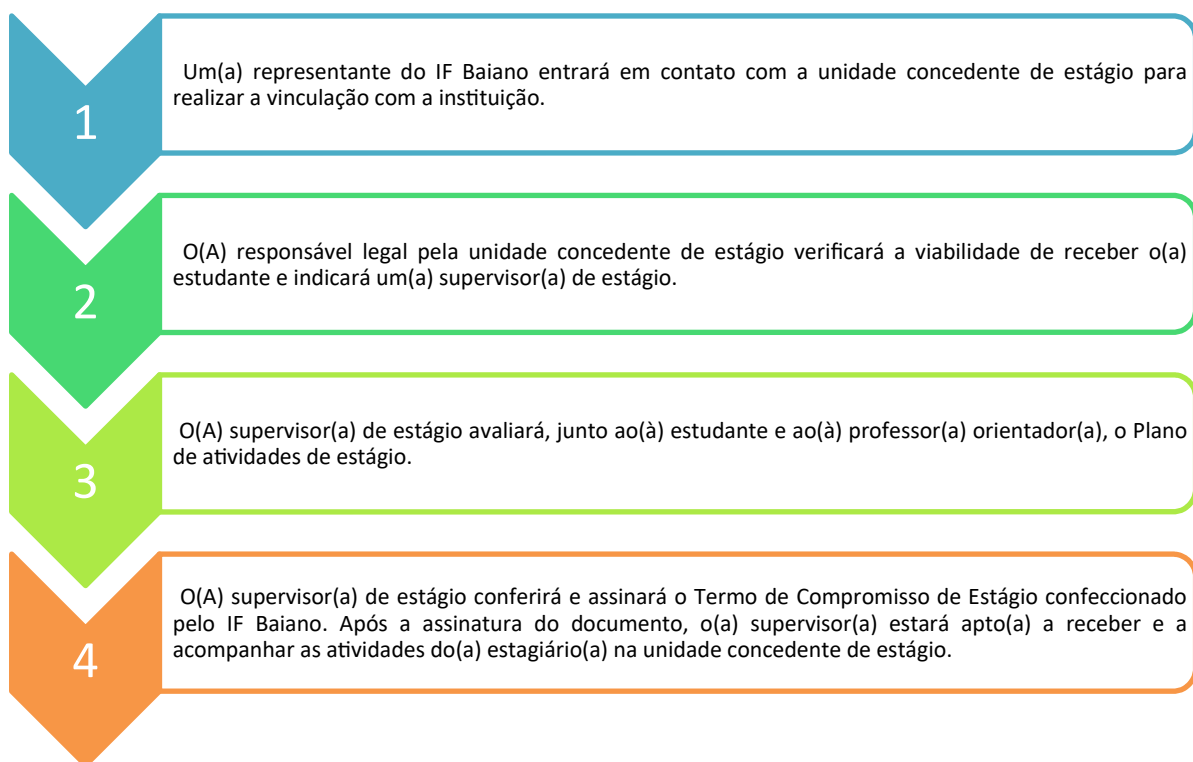 1
Um(a) representante do IF Baiano entrará em contato com a unidade concedente de estágio para
realizar a vinculação com a instituição.
2
O(A) responsável legal pela unidade concedente de estágio verificará a viabilidade de receber o(a)
estudante e indicará um(a) supervisor(a) de estágio.
3
O(A) supervisor(a) de estágio avaliará, junto ao(à) estudante e ao(à) professor(a) orientador(a), o Plano
de atividades de estágio.
4
O(A) supervisor(a) de estágio conferirá e assinará o Termo de Compromisso de Estágio confeccionado
pelo IF Baiano. Após a assinatura do documento, o(a) supervisor(a) estará apto(a) a receber e a
acompanhar as atividades do(a) estagiário(a) na unidade concedente de estágio.